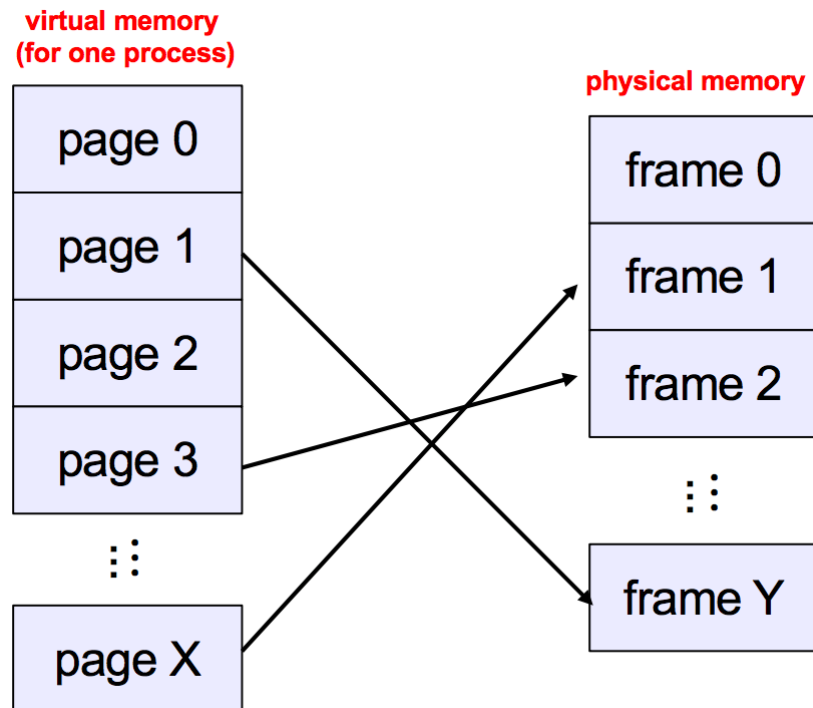 virtual memory
(for one process)
page 0
page 1
page 2
page 3
page X
physical memory
frame 0
frame 1
frame 2
frame Y